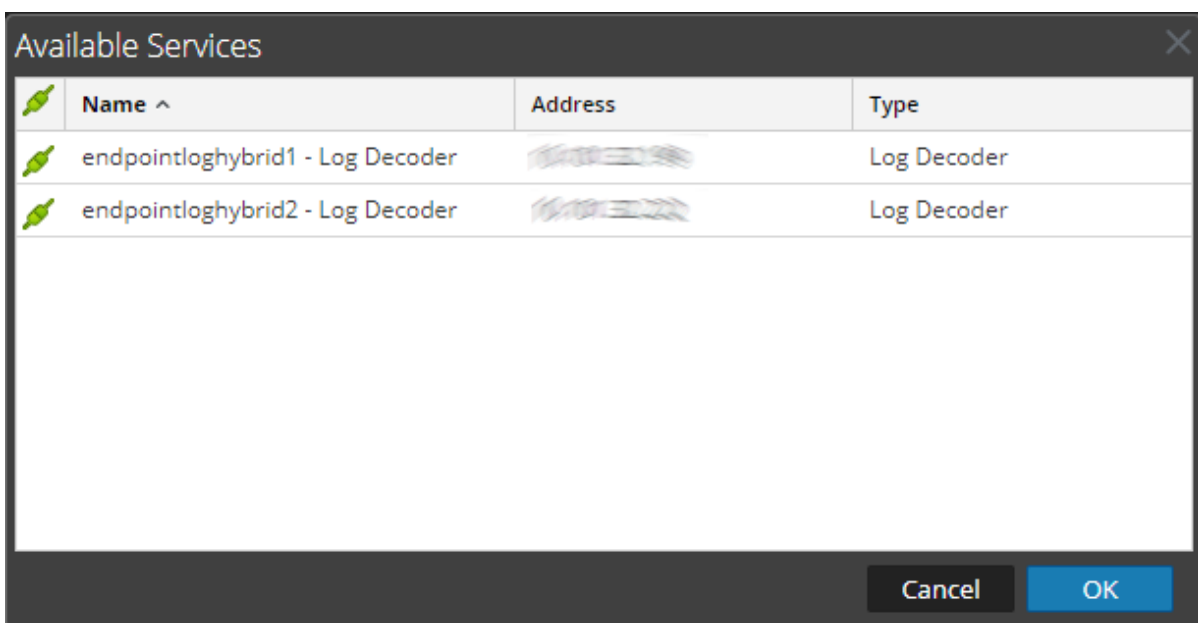 Available Services
Name Address Type
endpointloghybrid1 - Log Decoder Log Decoder
endpointloghybrid2 - Log Decoder Log Decoder
Cancel OK